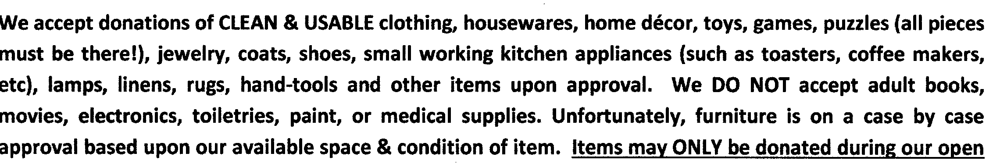 We accept donations of CLEAN & USABLE clothing, housewares, home décor, toys, games, puzzles (all pieces
must be there!), jewelry, coats, shoes, small working kitchen appliances (such as toasters, coffee makers,
etc), lamps, linens, rugs, hand-tools and other items upon approval. We DO NOT accept adult books,
movies, electronics, toiletries, paint, or medical supplies. Unfortunately, furniture is on a case by case
approval based upon our available space & condition of item. Items may ONLY be donated during our open